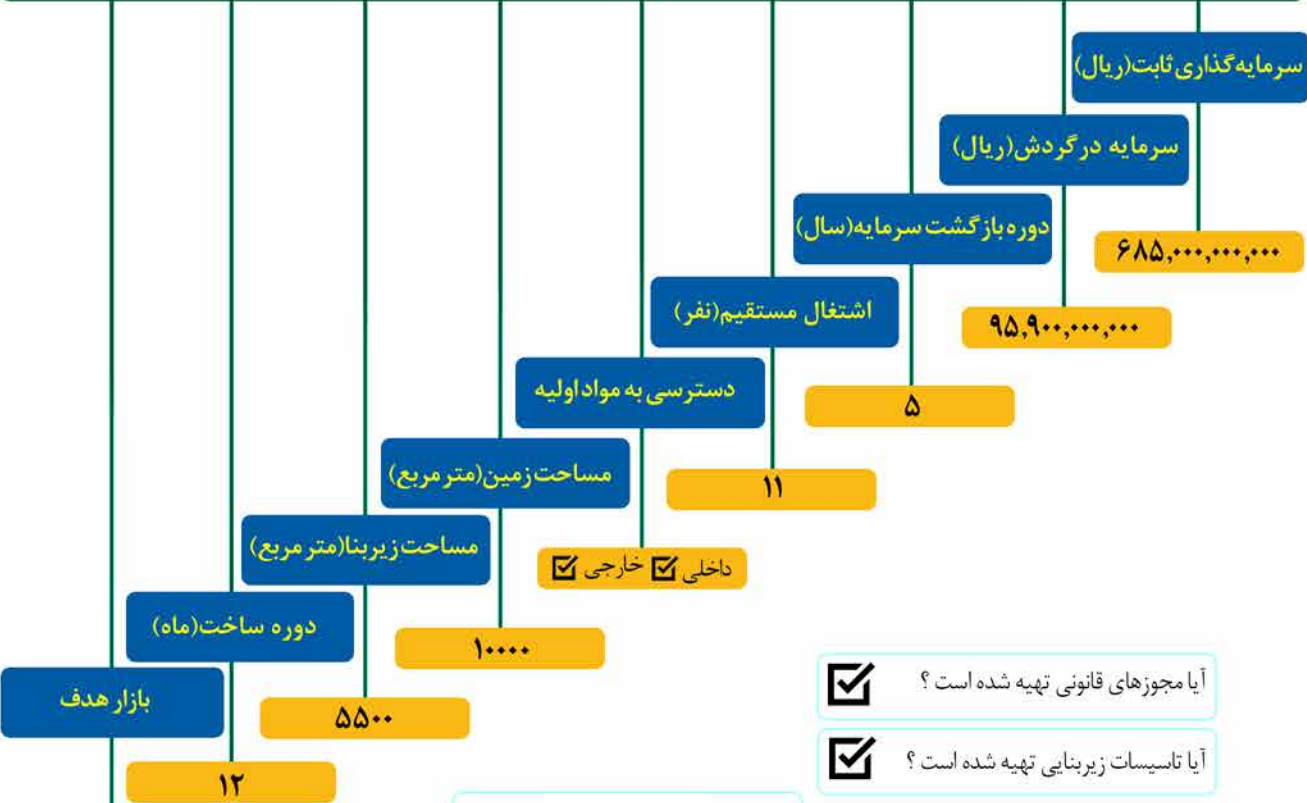 سرمایه‌گذاری ثابت(ریال)
۶۸۵,۰۰۰,۰۰۰,۰۰۰
سرمایه در گردش(ریال)
۹۵,۹۰۰,۰۰۰,۰۰۰
دوره بازگشت سرمایه(سال)
۵
اشتغال مستقیم(نفر)
۱۱
دسترسی به مواد اولیه
داخلی ☑ خارجی ☑
مساحت زمین(متر مربع)
۱۰۰۰۰
مساحت زیربنا(متر مربع)
۵۵۰۰
دوره ساخت(ماه)
۱۲
بازار هدف
آیا مجوزهای قانونی تهیه شده است ؟ ☑
آیا تاسیسات زیربنایی تهیه شده است ؟ ☑